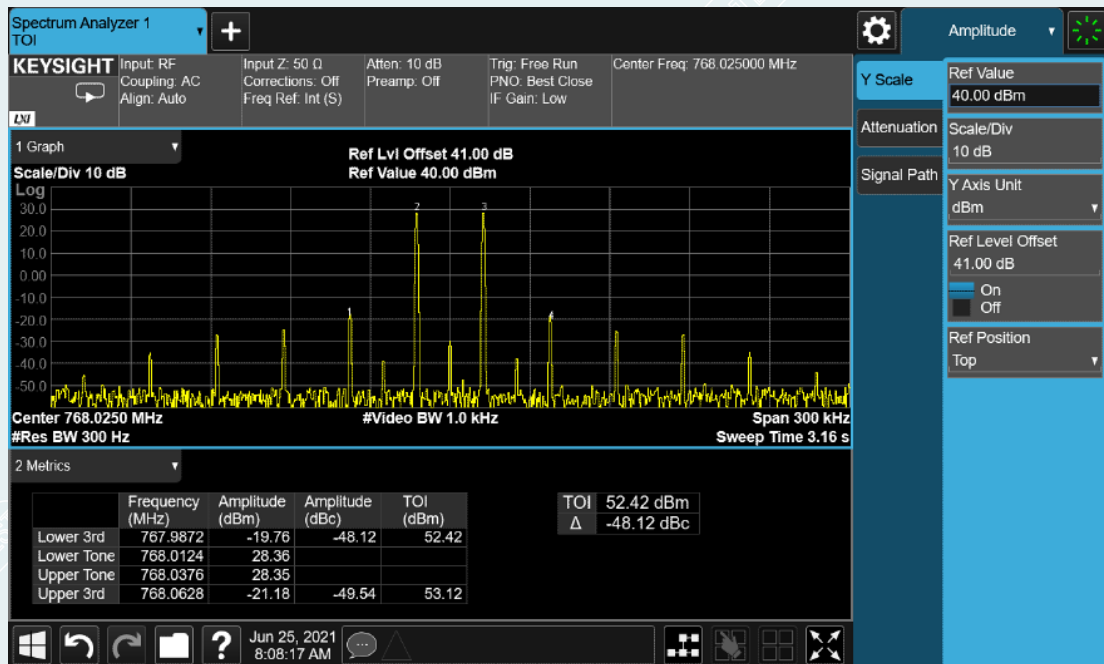 Spectrum Analyzer 1
TOI
+
Amplitude
KEYSIGHT
Input: RF
Coupling: AC
Align: Auto
Input Z: 50 Ω
Corrections: Off
Freq Ref: Int (S)
Atten: 10 dB
Preamp: Off
Trig: Free Run
PNO: Best Close
IF Gain: Low
Center Freq: 768.025000 MHz
LXI
1 Graph
Scale/Div 10 dB
Ref Lvl Offset 41.00 dB
Ref Value 40.00 dBm
Log
30.0
20.0
10.0
0.00
-10.0
-20.0
-30.0
-40.0
-50.0
1
2
3
4
Center 768.0250 MHz
#Video BW 1.0 kHz
Span 300 kHz
#Res BW 300 Hz
Sweep Time 3.16 s
2 Metrics
Frequency (MHz) Amplitude (dBm) Amplitude (dBc) TOI (dBm)
Lower 3rd 767.9872 -19.76 -48.12 52.42
Lower Tone 768.0124 28.36
Upper Tone 768.0376 28.35
Upper 3rd 768.0628 -21.18 -49.54 53.12
TOI 52.42 dBm
Δ -48.12 dBc
Y Scale
Attenuation
Signal Path
Ref Value
40.00 dBm
Scale/Div
10 dB
Y Axis Unit
dBm
Ref Level Offset
41.00 dB
On
Off
Ref Position
Top
?
Jun 25, 2021
8:08:17 AM